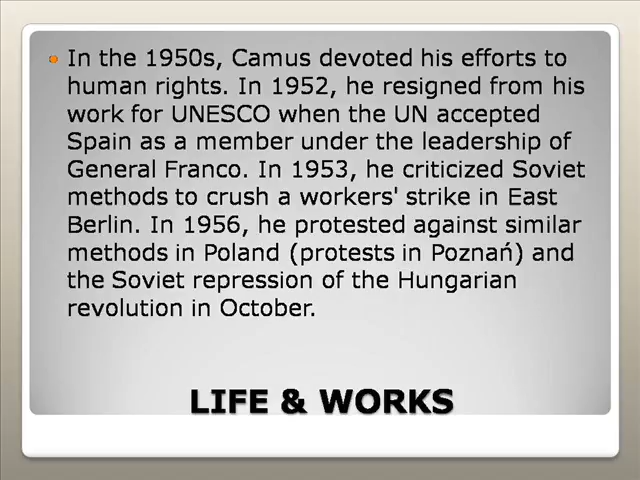 In the 1950s, Camus devoted his efforts to
human rights. In 1952, he resigned from his
work for UNESCO when the UN accepted
Spain as a member under the leadership of
General Franco. In 1953, he criticized Soviet
methods to crush a workers' strike in East
Berlin. In 1956, he protested against similar
methods in Poland (protests in Poznań) and
the Soviet repression of the Hungarian
revolution in October.
LIFE & WORKS